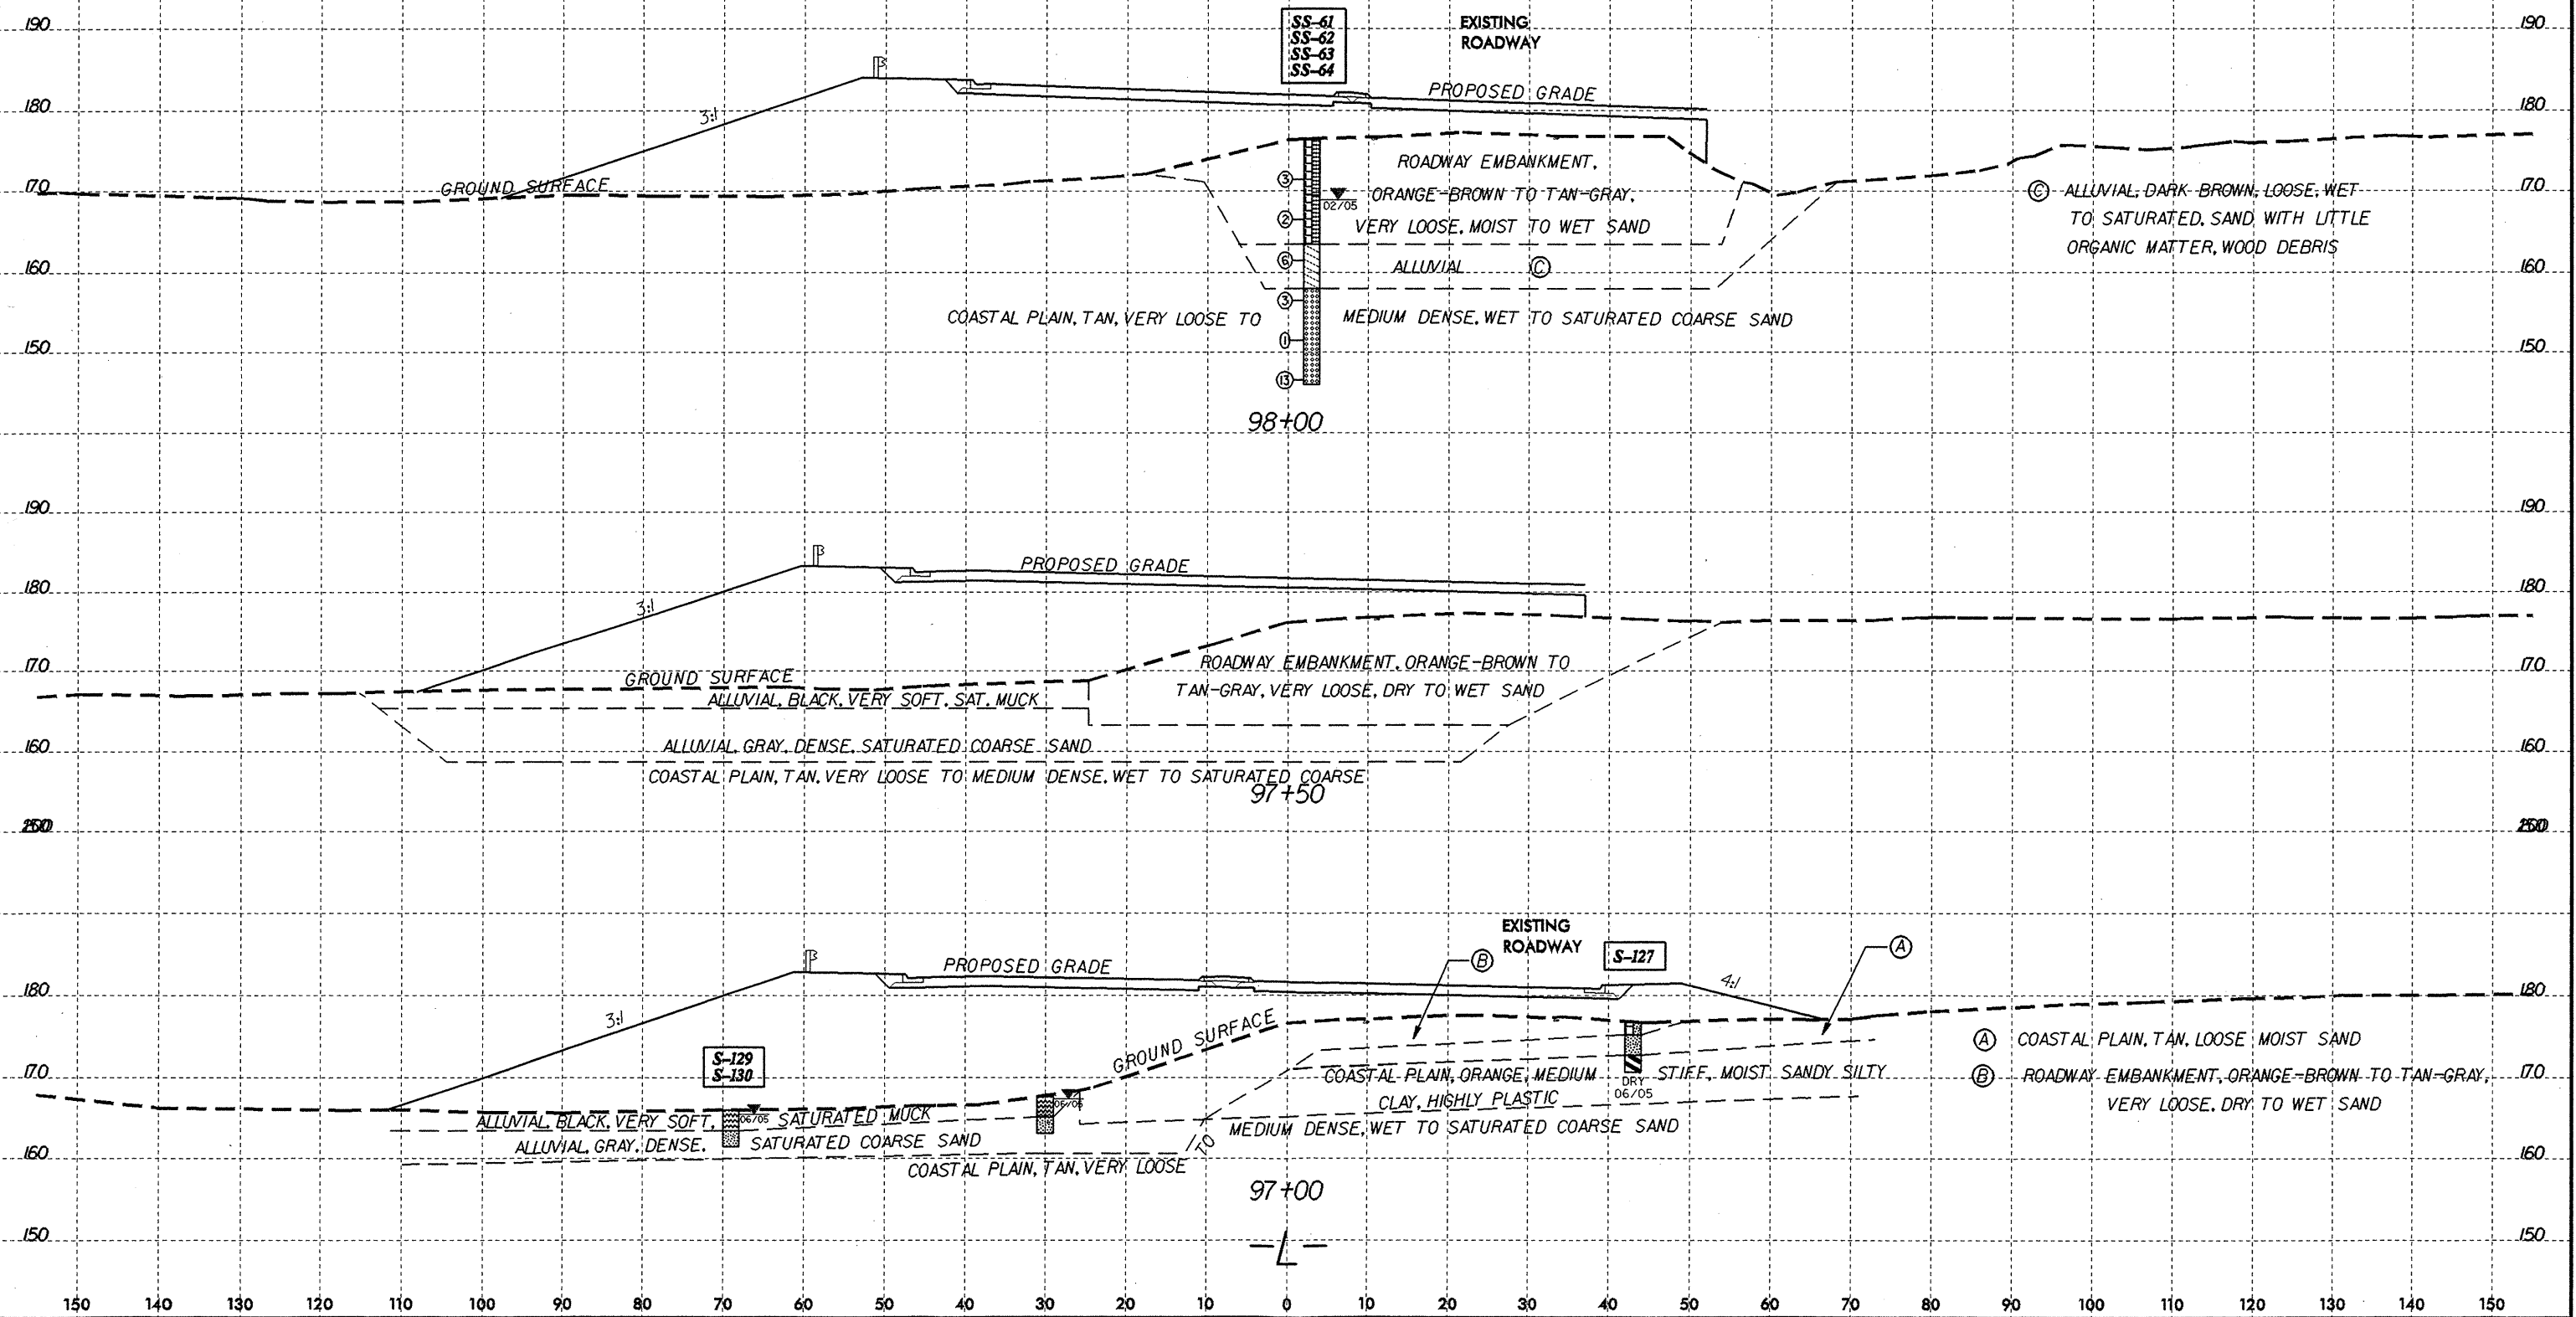 190 190
SS-61
SS-62
SS-63
SS-64
EXISTING
ROADWAY
180 180
PROPOSED GRADE
3:1
170 170
GROUND SURFACE
ROADWAY EMBANKMENT,
ORANGE-BROWN TO TAN-GRAY,
VERY LOOSE, MOIST TO WET SAND
3
02/05
2
C ALLUVIAL, DARK BROWN, LOOSE, WET
TO SATURATED, SAND WITH LITTLE
ORGANIC MATTER, WOOD DEBRIS
160 160
6
ALLUVIAL C
3
COASTAL PLAIN, TAN, VERY LOOSE TO MEDIUM DENSE, WET TO SATURATED COARSE SAND
150 150
1
13
98+00
190 190
PROPOSED GRADE
180 180
3:1
170 170
GROUND SURFACE
ROADWAY EMBANKMENT, ORANGE-BROWN TO
TAN-GRAY, VERY LOOSE, DRY TO WET SAND
ALLUVIAL, BLACK, VERY SOFT, SAT. MUCK
160 160
ALLUVIAL, GRAY, DENSE, SATURATED COARSE SAND
COASTAL PLAIN, TAN, VERY LOOSE TO MEDIUM DENSE, WET TO SATURATED COARSE
97+50
EXISTING
ROADWAY
B
S-127
A
PROPOSED GRADE
180 180
4:1
3:1
GROUND SURFACE
S-129
S-130
A COASTAL PLAIN, TAN, LOOSE MOIST SAND
170 170
COASTAL PLAIN, ORANGE, MEDIUM STIFF, MOIST SANDY SILTY
CLAY, HIGHLY PLASTIC
DRY
06/05
B ROADWAY EMBANKMENT, ORANGE-BROWN TO TAN-GRAY,
VERY LOOSE, DRY TO WET SAND
06/05
06/05
ALLUVIAL, BLACK, VERY SOFT, SATURATED MUCK
ALLUVIAL, GRAY, DENSE, SATURATED COARSE SAND
TO
MEDIUM DENSE, WET TO SATURATED COARSE SAND
160 160
COASTAL PLAIN, TAN, VERY LOOSE
97+00
150 150
L
150 140 130 120 110 100 90 80 70 60 50 40 30 20 10 0 10 20 30 40 50 60 70 80 90 100 110 120 130 140 150